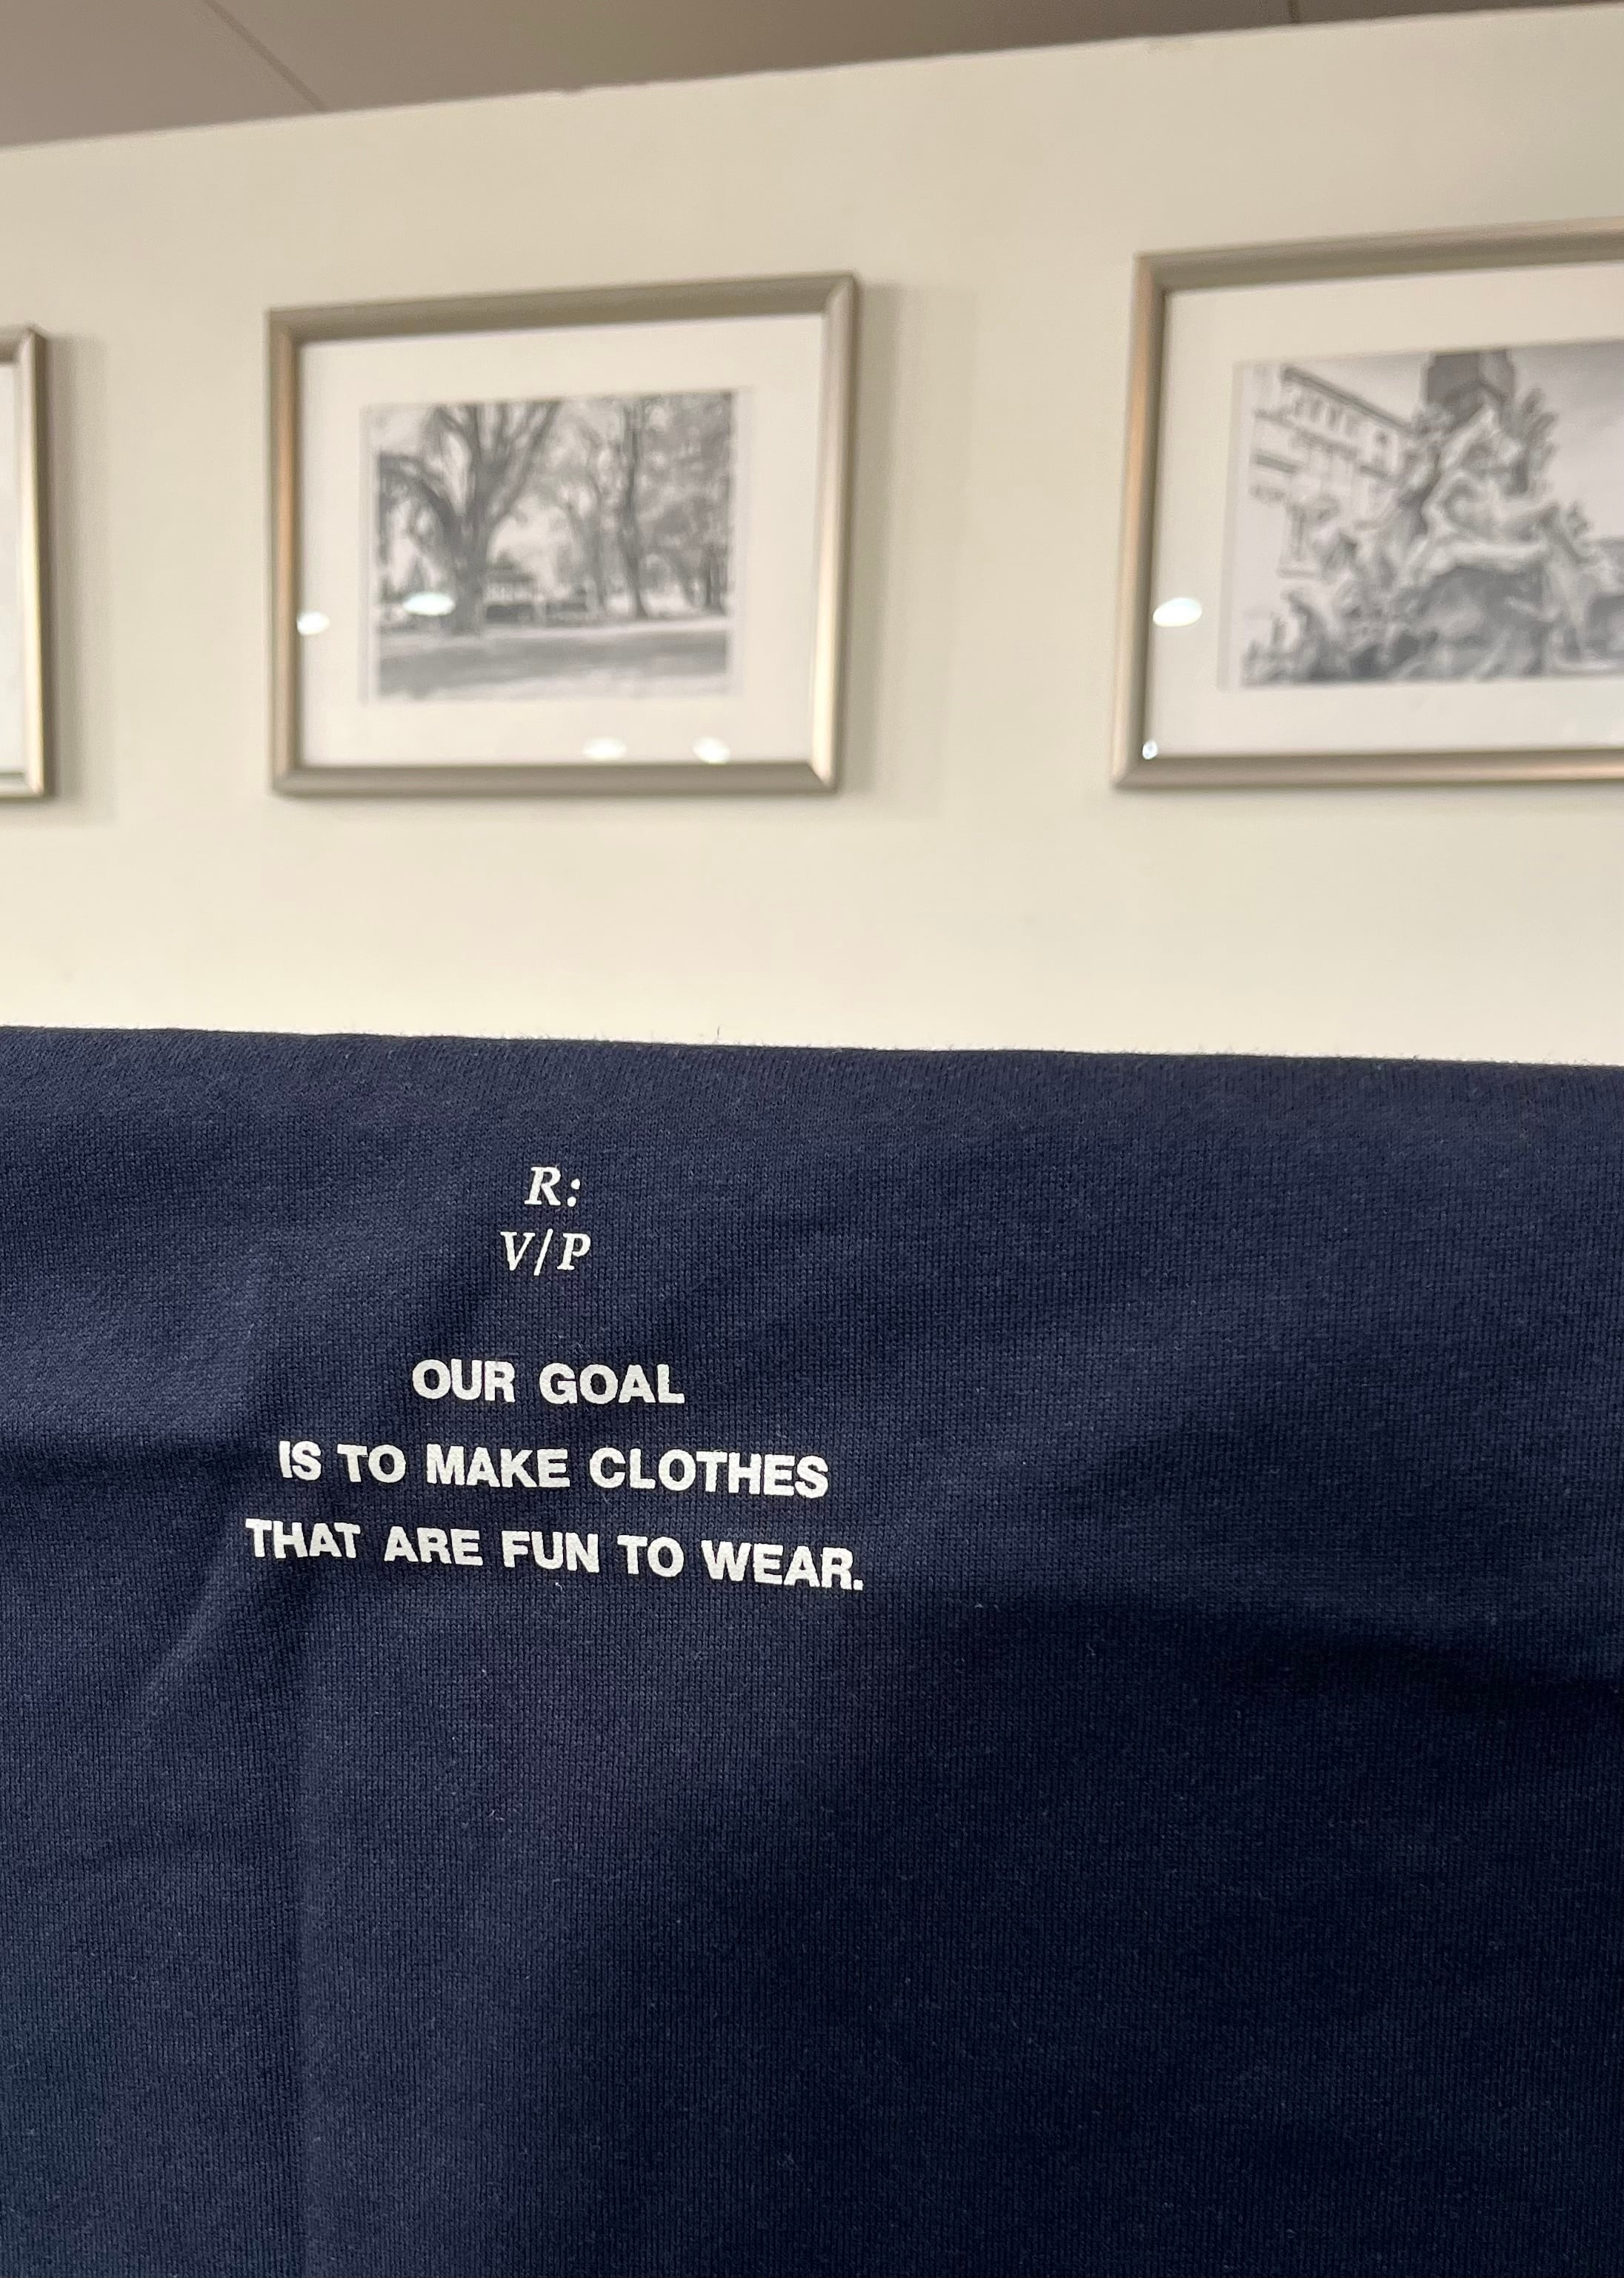 R:
V/P
OUR GOAL
IS TO MAKE CLOTHES
THAT ARE FUN TO WEAR.